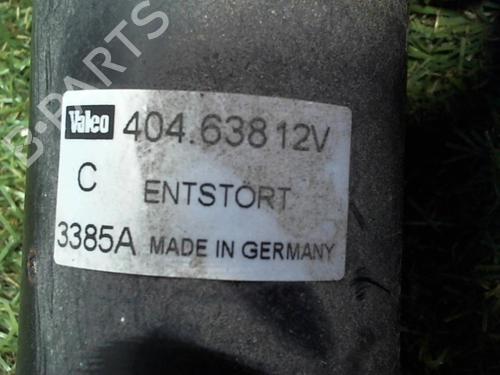 Valeo 404.638 12V
C ENTSTORT
3385A MADE IN GERMANY
B-PARTS